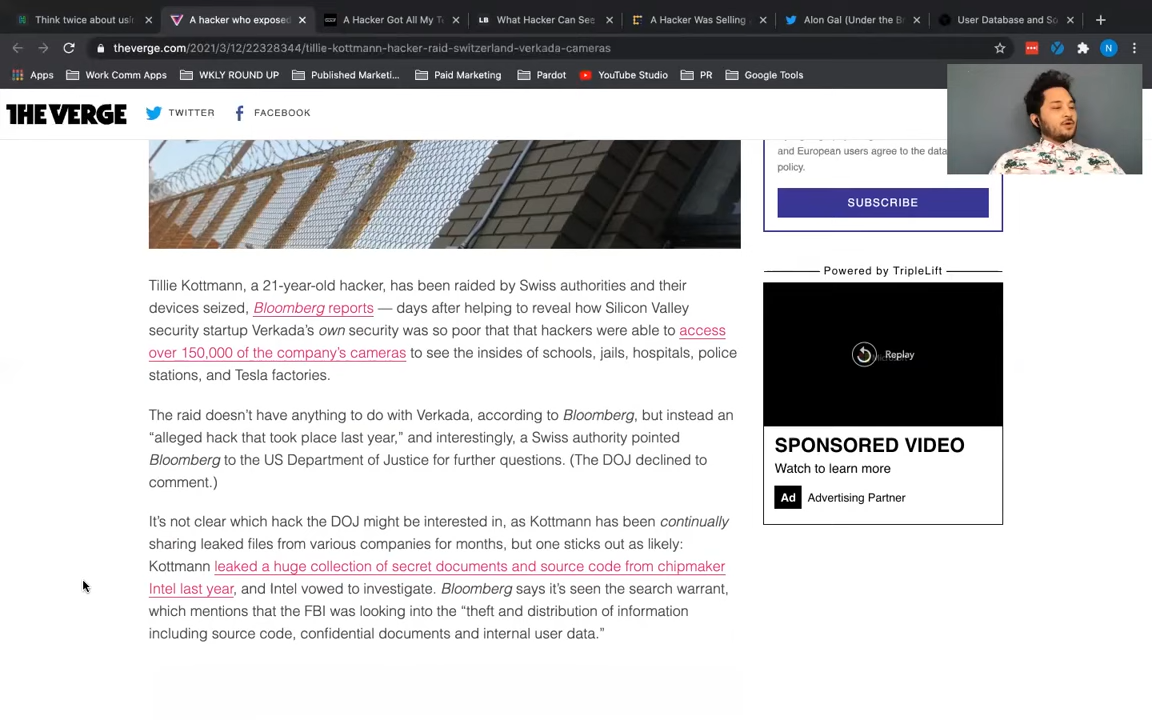 Think twice about usi
A hacker who exposed
A Hacker Got All My Te
What Hacker Can See
A Hacker Was Selling
Alon Gal (Under the Br
User Database and So
theverge.com/2021/3/12/22328344/tillie-kottmann-hacker-raid-switzerland-verkada-cameras
N
Apps
Work Comm Apps
WKLY ROUND UP
Published Marketi...
Paid Marketing
Pardot
YouTube Studio
PR
Google Tools
THE VERGE
TWITTER
FACEBOOK
Tillie Kottmann, a 21-year-old hacker, has been raided by Swiss authorities and their
devices seized, Bloomberg reports — days after helping to reveal how Silicon Valley
security startup Verkada’s own security was so poor that that hackers were able to access
over 150,000 of the company’s cameras to see the insides of schools, jails, hospitals, police
stations, and Tesla factories.
The raid doesn’t have anything to do with Verkada, according to Bloomberg, but instead an
“alleged hack that took place last year,” and interestingly, a Swiss authority pointed
Bloomberg to the US Department of Justice for further questions. (The DOJ declined to
comment.)
It’s not clear which hack the DOJ might be interested in, as Kottmann has been continually
sharing leaked files from various companies for months, but one sticks out as likely:
Kottmann leaked a huge collection of secret documents and source code from chipmaker
Intel last year, and Intel vowed to investigate. Bloomberg says it’s seen the search warrant,
which mentions that the FBI was looking into the “theft and distribution of information
including source code, confidential documents and internal user data.”
and European users agree to the data
policy.
SUBSCRIBE
Powered by TripleLift
Replay
SPONSORED VIDEO
Watch to learn more
Ad Advertising Partner